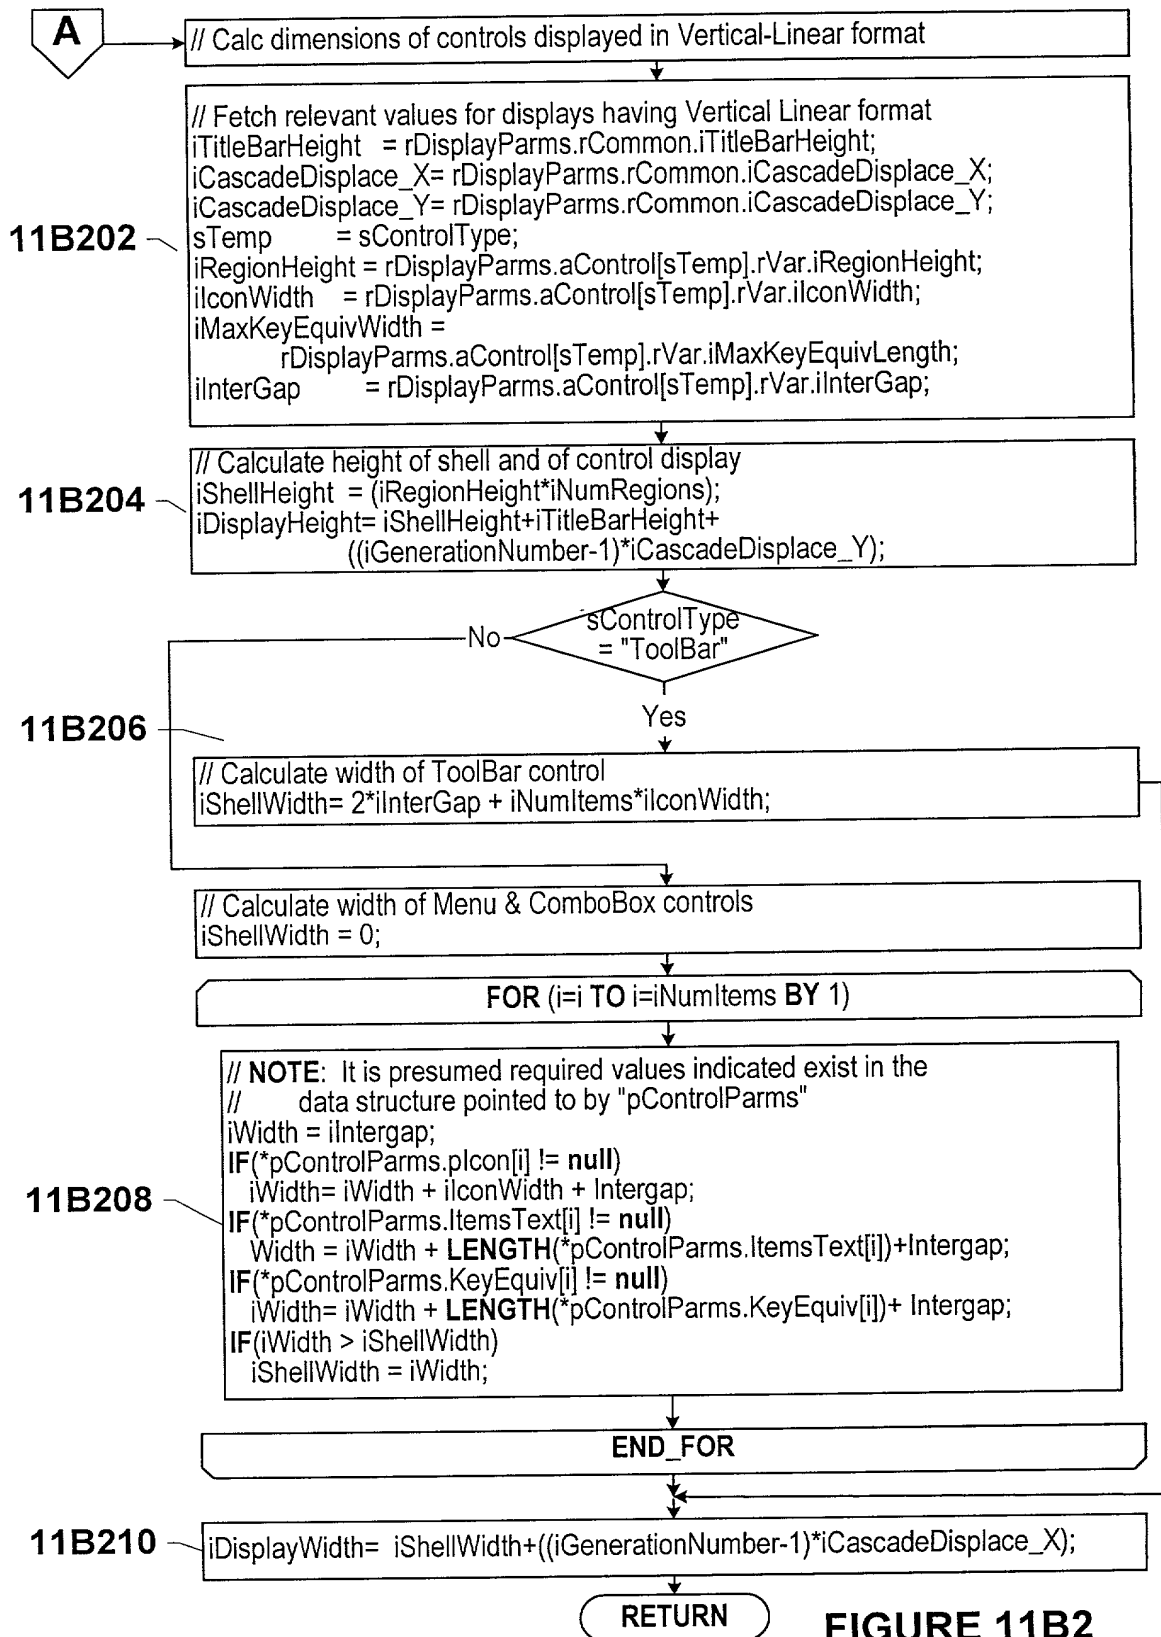 A
// Calc dimensions of controls displayed in Vertical-Linear format
// Fetch relevant values for displays having Vertical Linear format
iTitleBarHeight = rDisplayParms.rCommon.iTitleBarHeight;
iCascadeDisplace_X= rDisplayParms.rCommon.iCascadeDisplace_X;
iCascadeDisplace_Y= rDisplayParms.rCommon.iCascadeDisplace_Y;
11B202
sTemp = sControlType;
iRegionHeight = rDisplayParms.aControl[sTemp].rVar.iRegionHeight;
iIconWidth = rDisplayParms.aControl[sTemp].rVar.iIconWidth;
iMaxKeyEquivWidth =
rDisplayParms.aControl[sTemp].rVar.iMaxKeyEquivLength;
iInterGap = rDisplayParms.aControl[sTemp].rVar.iInterGap;
// Calculate height of shell and of control display
11B204
iShellHeight = (iRegionHeight*iNumRegions);
iDisplayHeight= iShellHeight+iTitleBarHeight+
((iGenerationNumber-1)*iCascadeDisplace_Y);
sControlType
= "ToolBar"
No
Yes
11B206
// Calculate width of ToolBar control
iShellWidth= 2*iInterGap + iNumItems*iIconWidth;
// Calculate width of Menu & ComboBox controls
iShellWidth = 0;
FOR (i=i TO i=iNumItems BY 1)
// NOTE: It is presumed required values indicated exist in the
// data structure pointed to by "pControlParms"
iWidth = iIntergap;
IF(*pControlParms.pIcon[i] != null)
iWidth= iWidth + iIconWidth + Intergap;
11B208
IF(*pControlParms.ItemsText[i] != null)
Width = iWidth + LENGTH(*pControlParms.ItemsText[i])+Intergap;
IF(*pControlParms.KeyEquiv[i] != null)
iWidth= iWidth + LENGTH(*pControlParms.KeyEquiv[i])+ Intergap;
IF(iWidth > iShellWidth)
iShellWidth = iWidth;
END_FOR
11B210
iDisplayWidth= iShellWidth+((iGenerationNumber-1)*iCascadeDisplace_X);
RETURN
FIGURE 11B2